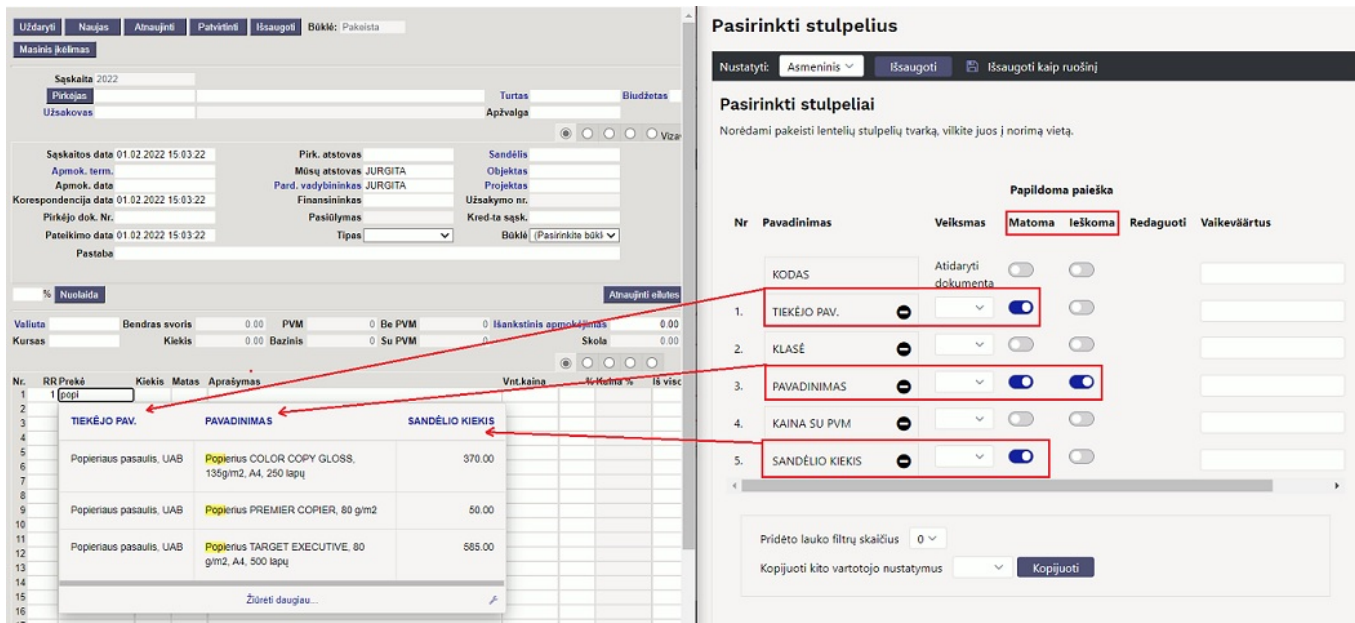 Uždaryti Naujas Atnaujinti Patvirtinti Išsaugoti Būklė: Pakeista
Masinis įkėlimas
Sąskaita 2022
Pirkėjas Turtas Biudžetas
Užsakovas Apžvalga
Viza
Sąskaitos data 01.02.2022 15:03:22 Pirk. atstovas Sandėlis
Apmok. term. Mūsų atstovas JURGITA Objektas
Apmok. data Pard. vadybininkas JURGITA Projektas
Korespondencija data 01.02.2022 15:03:22 Finansininkas Užsakymo nr.
Pirkėjo dok. Nr. Pasiūlymas Kred-ta sąsk.
Pateikimo data 01.02.2022 15:03:22 Tipas Būklė (Pasirinkite būkl
Pastaba
% Nuolaida Atnaujinti eilutes
Valiuta Bendras svoris 0.00 PVM 0 Be PVM 0 Išankstinis apmokėjimas 0.00
Kursas Kiekis 0.00 Bazinis 0 Su PVM 0 Skola 0.00
Nr. RR Prekė Kiekis Matas Aprašymas Vnt.kaina % Kaina % Iš visc
1 1 popi
2
3
4
5
6
7
8
9
10
11
12
13
14
15
16
TIEKĖJO PAV. PAVADINIMAS SANDĖLIO KIEKIS
Popieriaus pasaulis, UAB Popierius COLOR COPY GLOSS, 370.00
135g/m2, A4, 250 lapų
Popieriaus pasaulis, UAB Popierius PREMIER COPIER, 80 g/m2 50.00
Popieriaus pasaulis, UAB Popierius TARGET EXECUTIVE, 80 585.00
g/m2, A4, 500 lapų
Žiūrėti daugiau...
Pasirinkti stulpelius
Nustatyti: Asmeninis Išsaugoti Išsaugoti kaip ruošinį
Pasirinkti stulpeliai
Norėdami pakeisti lentelių stulpelių tvarką, vilkite juos į norimą vietą.
Papildoma paieška
Nr Pavadinimas Veiksmas Matoma Ieškoma Redaguoti Vaikeväärtus
KODAS Atidaryti
dokumenta
1. TIEKĖJO PAV.
2. KLASĖ
3. PAVADINIMAS
4. KAINA SU PVM
5. SANDĖLIO KIEKIS
Pridėto lauko filtrų skaičius 0
Kopijuoti kito vartotojo nustatymus Kopijuoti